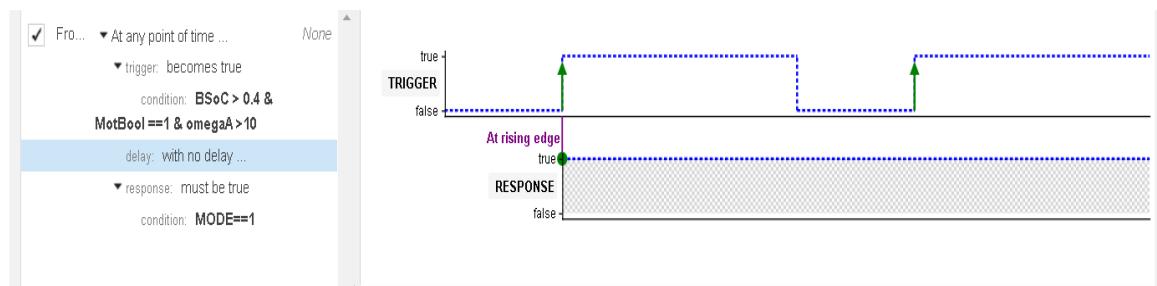 Fro... At any point of time ... None
trigger: becomes true
condition: BSoC > 0.4 &
MotBool ==1 & omegaA >10
delay: with no delay ...
response: must be true
condition: MODE==1
true
TRIGGER
false
At rising edge
true
RESPONSE
false